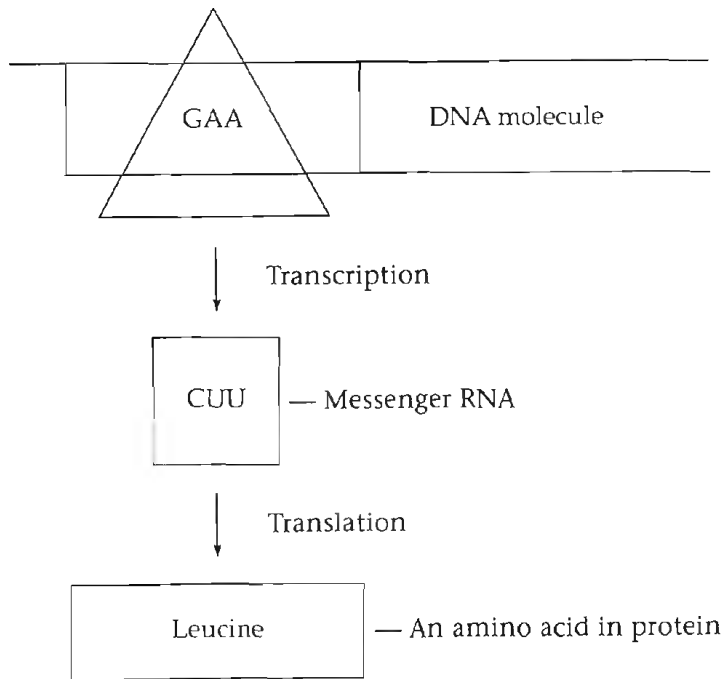 GAA
DNA molecule
Transcription
CUU — Messenger RNA
Translation
Leucine — An amino acid in protein